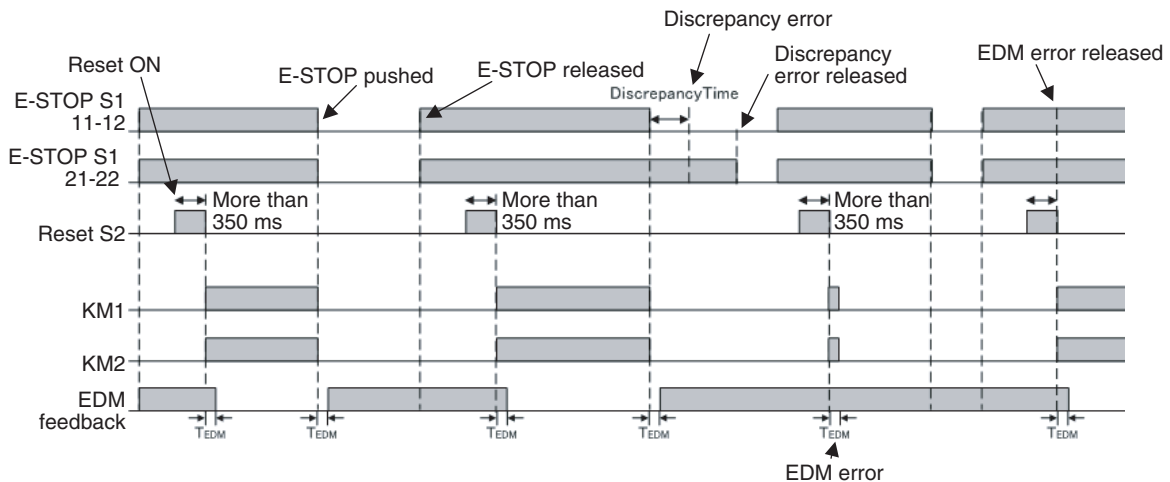 Discrepancy error
Reset ON
E-STOP pushed
E-STOP released
Discrepancy
error released
EDM error released
DiscrepancyTime
E-STOP S1
11-12
E-STOP S1
21-22
More than
350 ms
More than
350 ms
More than
350 ms
Reset S2
KM1
KM2
EDM
feedback
TEDM
TEDM
TEDM
TEDM
TEDM
TEDM
EDM error